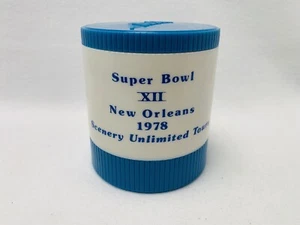 Super Bowl
XII
New Orleans
1978
Scenery Unlimited Tours